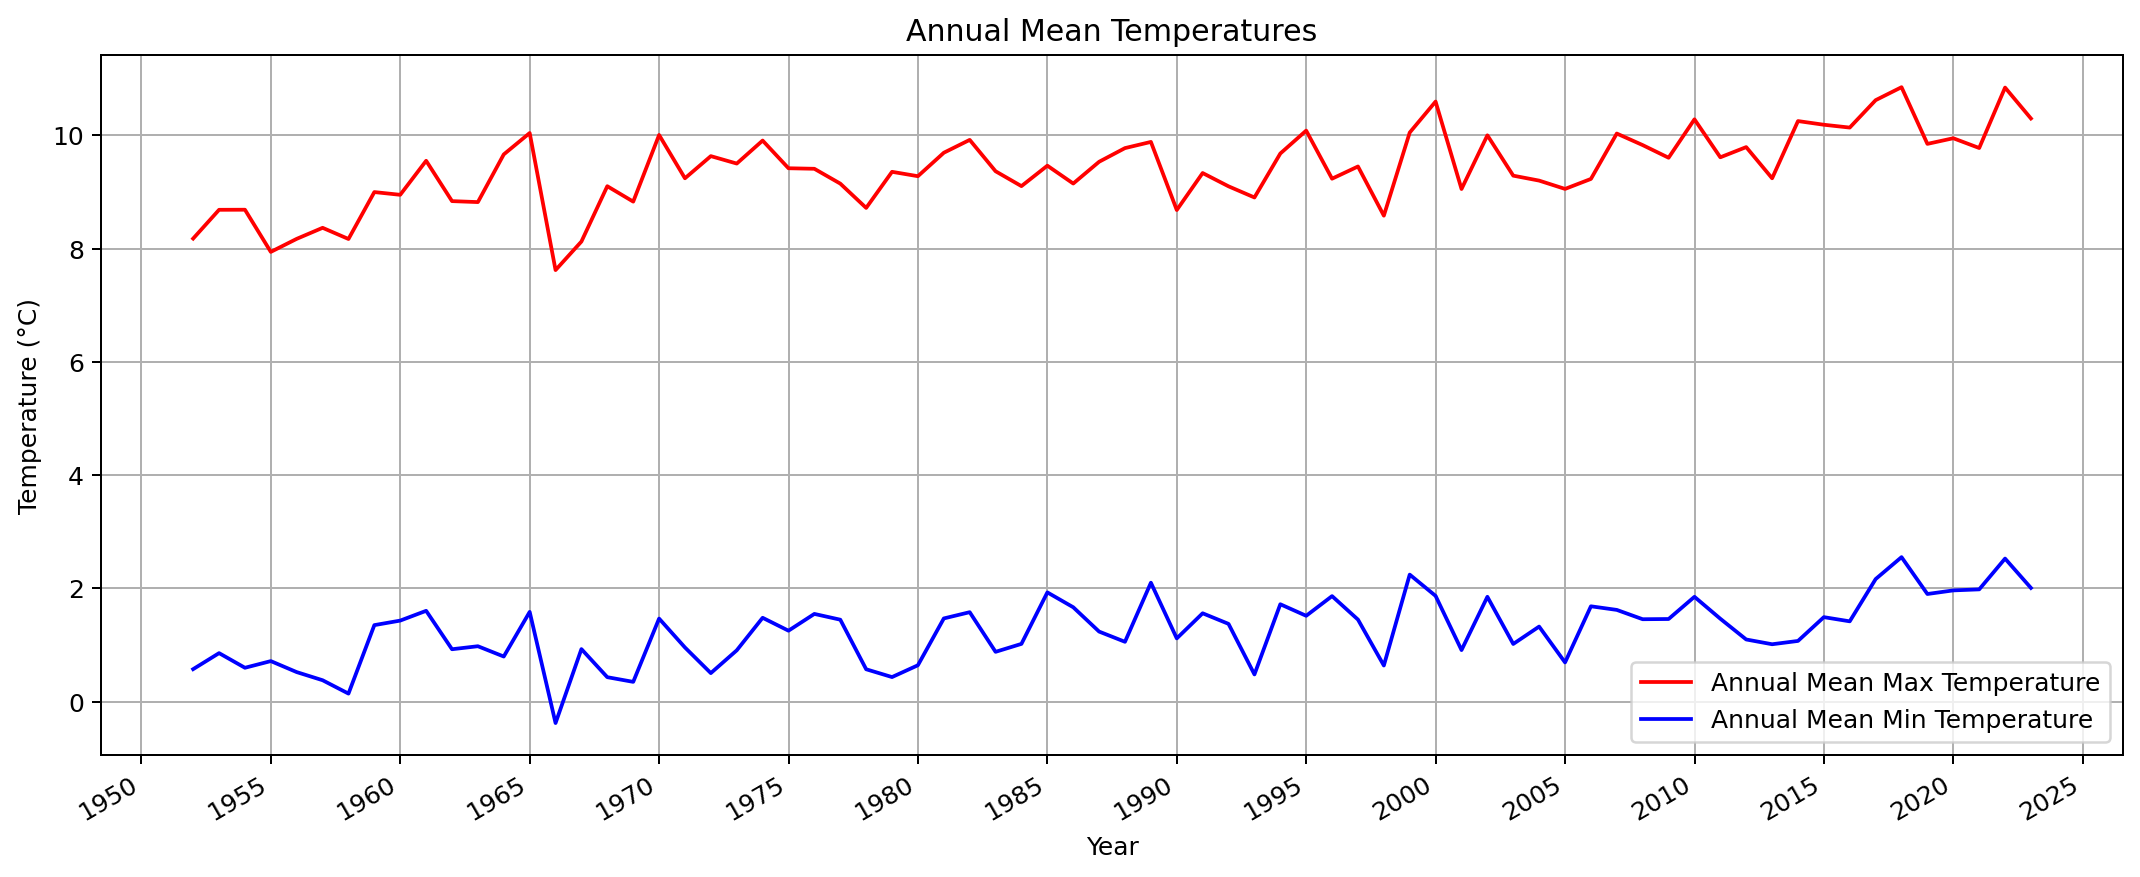 Annual Mean Temperatures
Temperature (°C)
10
8
6
4
2
0
Annual Mean Max Temperature
Annual Mean Min Temperature
1950 1955 1960 1965 1970 1975 1980 1985 1990 1995 2000 2005 2010 2015 2020 2025
Year